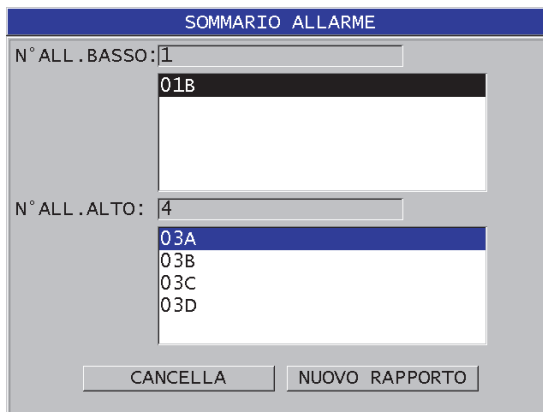 SOMMARIO ALLARME
N°ALL.BASSO: 1
01B
N°ALL.ALTO: 4
03A
03B
03C
03D
CANCELLA NUOVO RAPPORTO